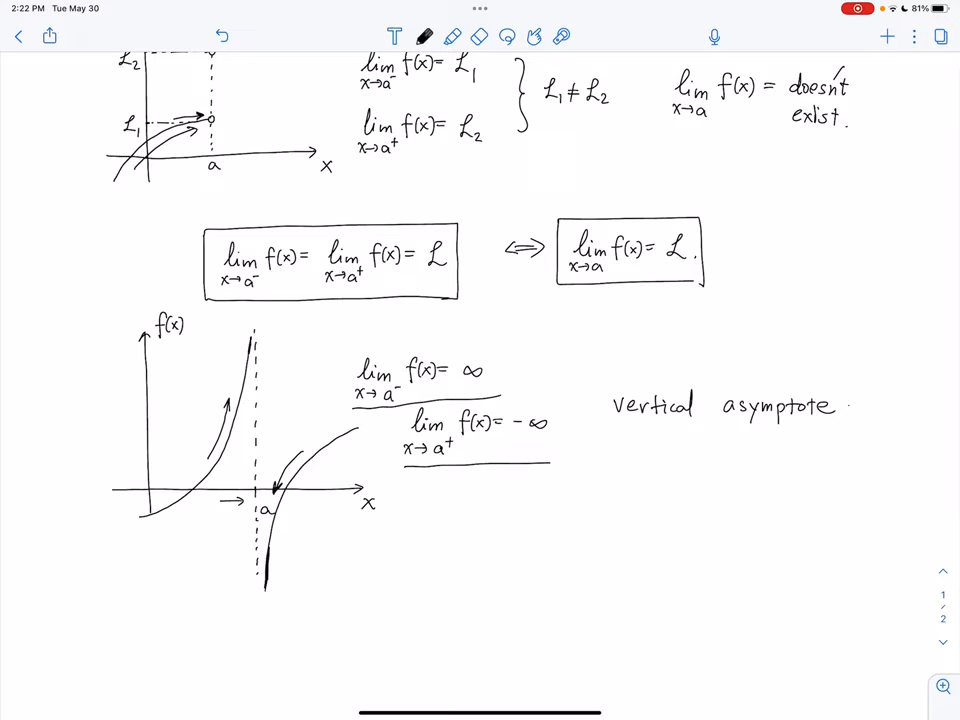 2:22 PM Tue May 30
81%
L₂
L₁
a
x
lim f(x) = L₁
x→a⁻
lim f(x) = L₂
x→a⁺
L₁ ≠ L₂
lim f(x) = doesn't
x→a
exist.
lim f(x) = lim f(x) = L
x→a⁻ x→a⁺
⟺
lim f(x) = L.
x→a
f(x)
a
x
lim f(x) = ∞
x→a⁻
lim f(x) = -∞
x→a⁺
vertical asymptote
1
/
2